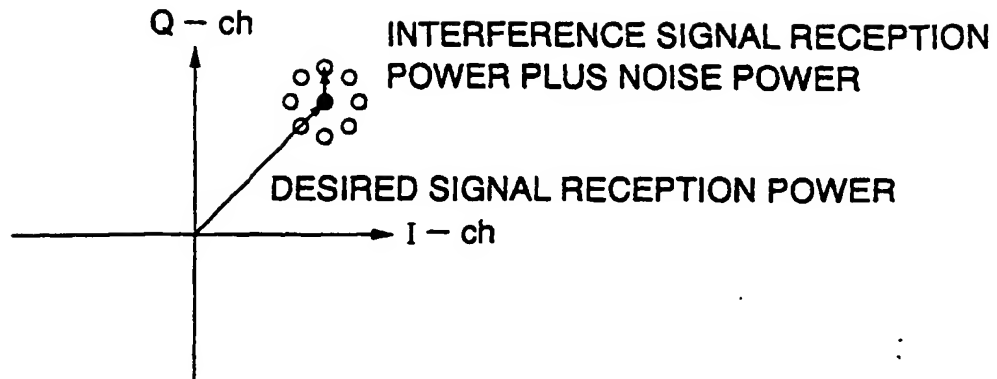 Q – ch
INTERFERENCE SIGNAL RECEPTION
POWER PLUS NOISE POWER
DESIRED SIGNAL RECEPTION POWER
I – ch